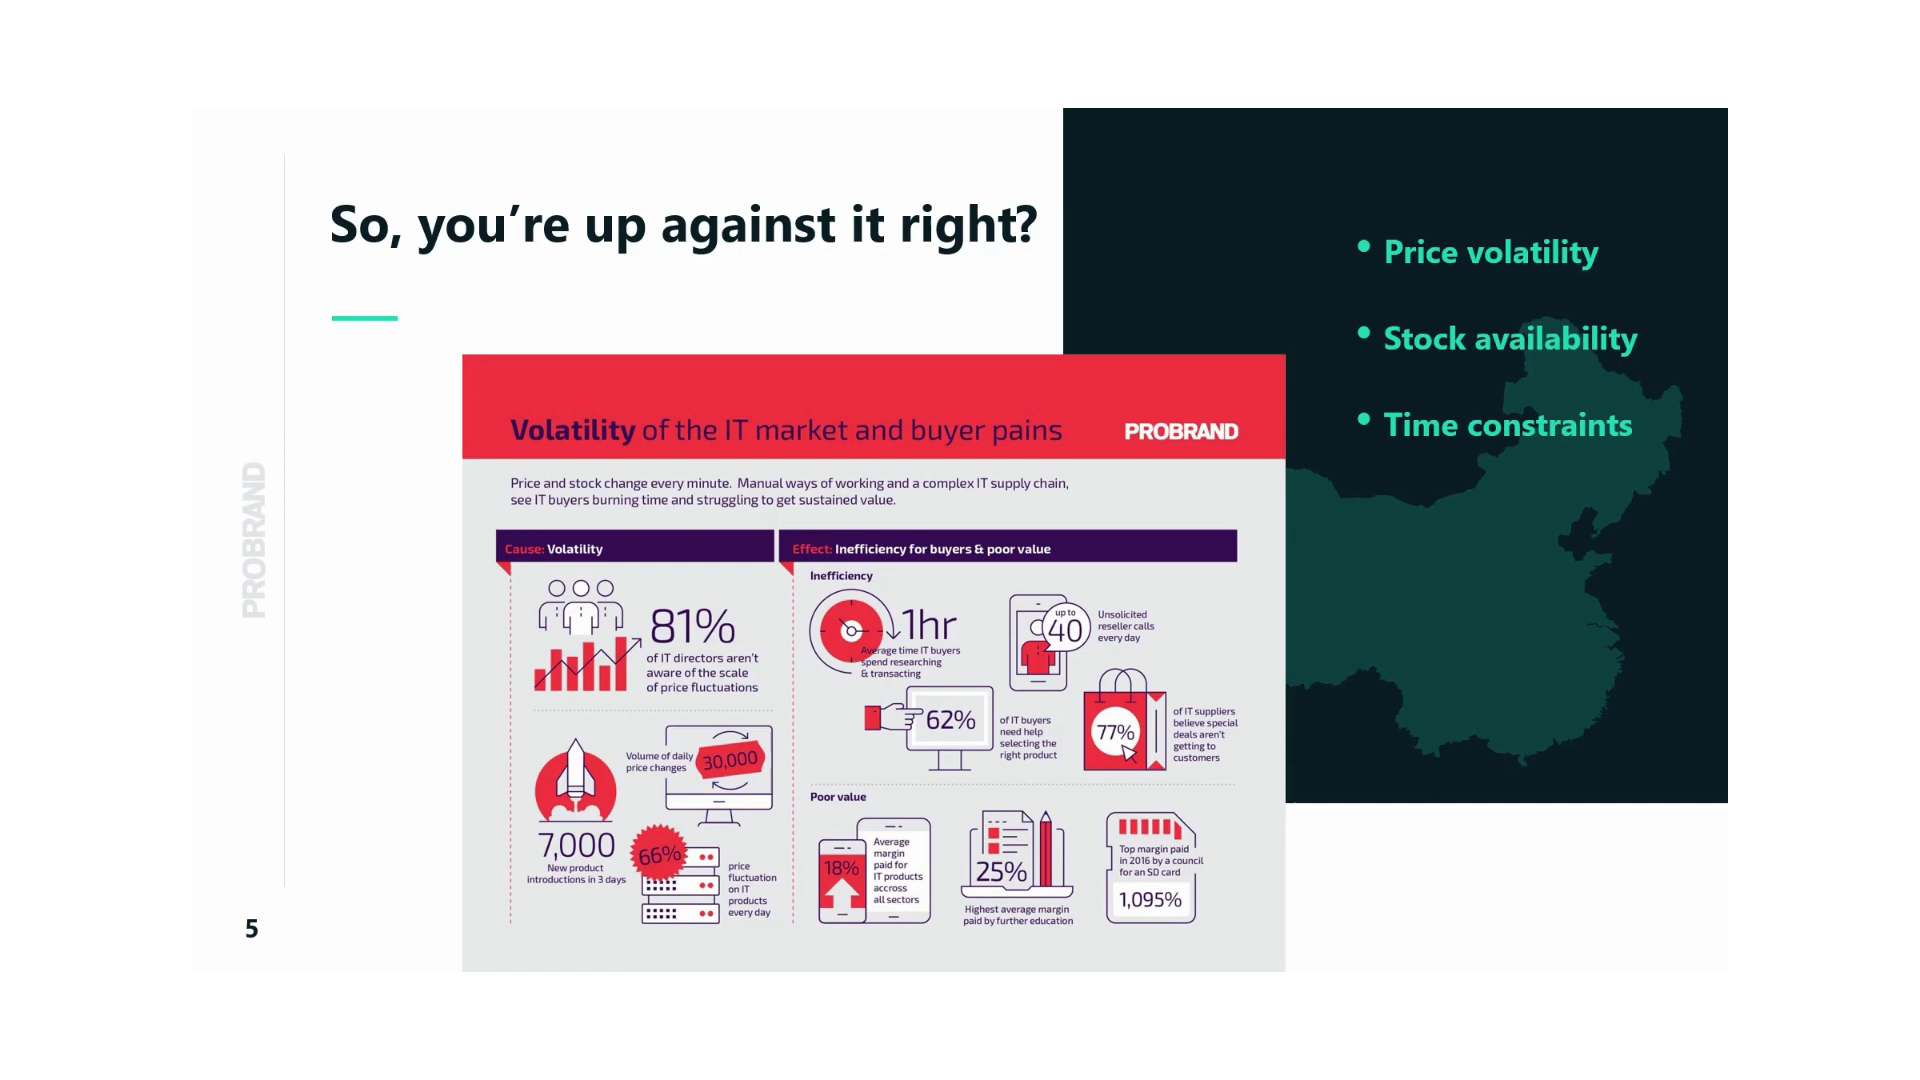 So, you’re up against it right?
• Price volatility
• Stock availability
• Time constraints
PROBRAND
5
Volatility of the IT market and buyer pains
PROBRAND
Price and stock change every minute. Manual ways of working and a complex IT supply chain,
see IT buyers burning time and struggling to get sustained value.
Cause: Volatility
81%
of IT directors aren't
aware of the scale
of price fluctuations
Volume of daily
price changes
30,000
7,000
New product
introductions in 3 days
66%
price
fluctuation
on IT
products
every day
Effect: Inefficiency for buyers & poor value
Inefficiency
1hr
Average time IT buyers
spend researching
& transacting
up to
40
Unsolicited
reseller calls
every day
62%
of IT buyers
need help
selecting the
right product
77%
of IT suppliers
believe special
deals aren't
getting to
customers
Poor value
18%
Average
margin
paid for
IT products
accross
all sectors
25%
Highest average margin
paid by further education
Top margin paid
in 2016 by a council
for an SD card
1,095%